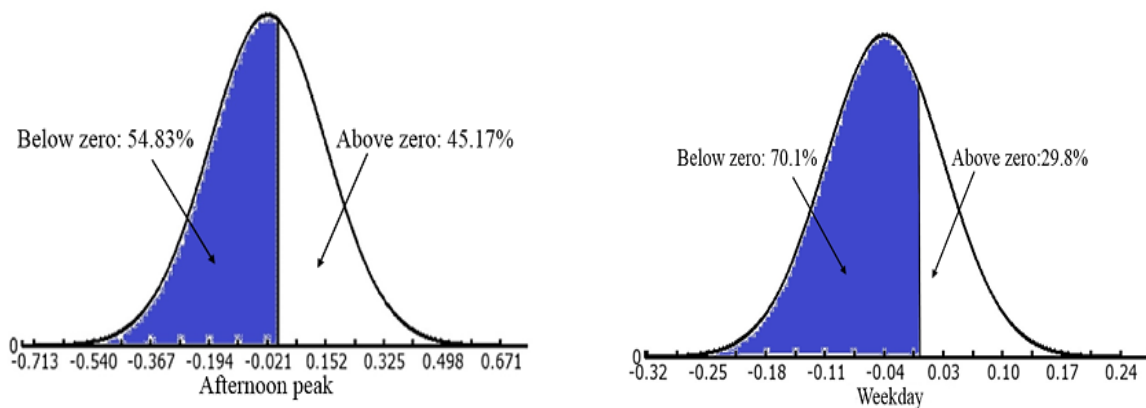 Below zero: 54.83%
Above zero: 45.17%
0
-0.713 -0.540 -0.367 -0.194 -0.021 0.152 0.325 0.498 0.671
Afternoon peak
Below zero: 70.1%
Above zero:29.8%
0
-0.32 -0.25 -0.18 -0.11 -0.04 0.03 0.10 0.17 0.24
Weekday